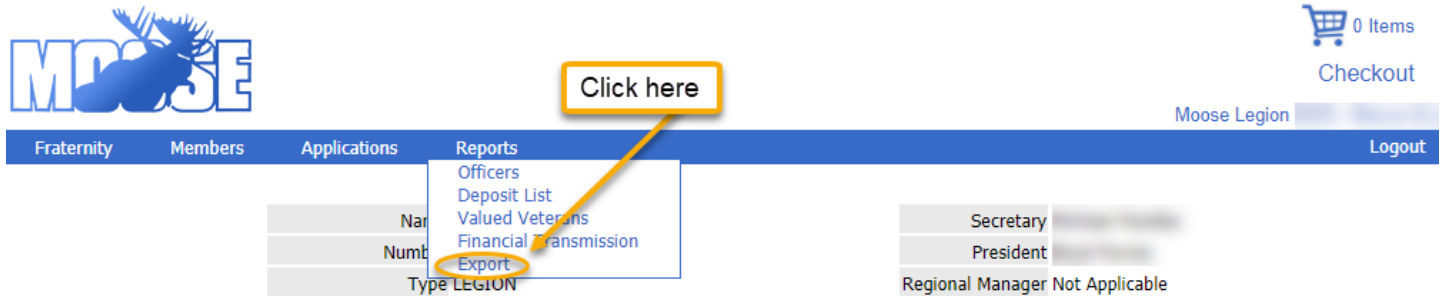 MOOSE
0 Items
Checkout
Click here
Moose Legion
Fraternity Members Applications Reports Logout
Officers
Deposit List
Valued Veterans
Financial Transmission
Export
Secretary
President
Type LEGION
Regional Manager Not Applicable